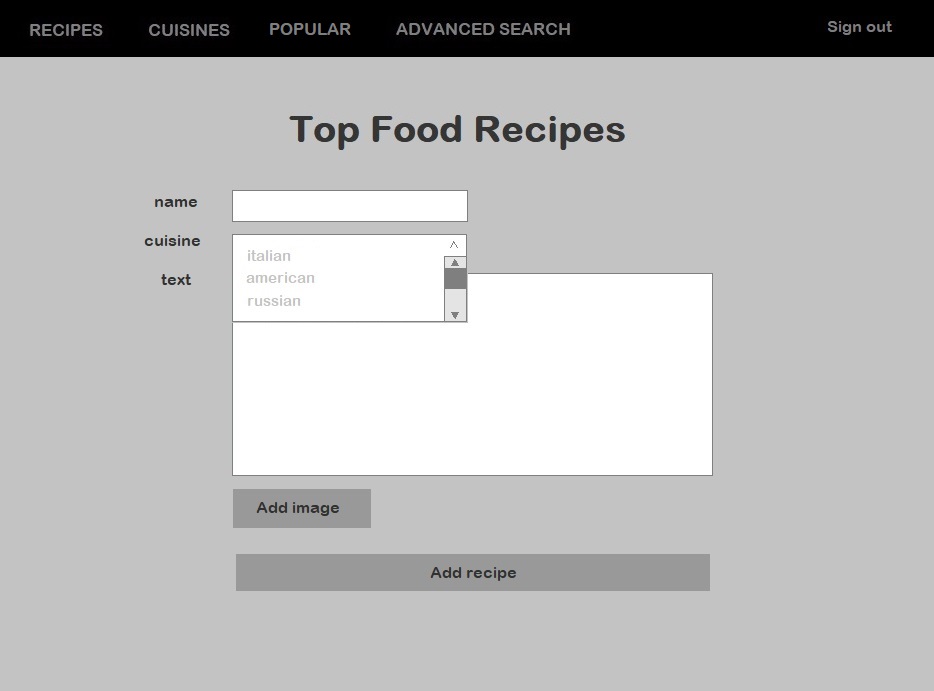 RECIPES CUISINES POPULAR ADVANCED SEARCH Sign out
Top Food Recipes
name
cuisine
italian
american
russian
text
Add image
Add recipe